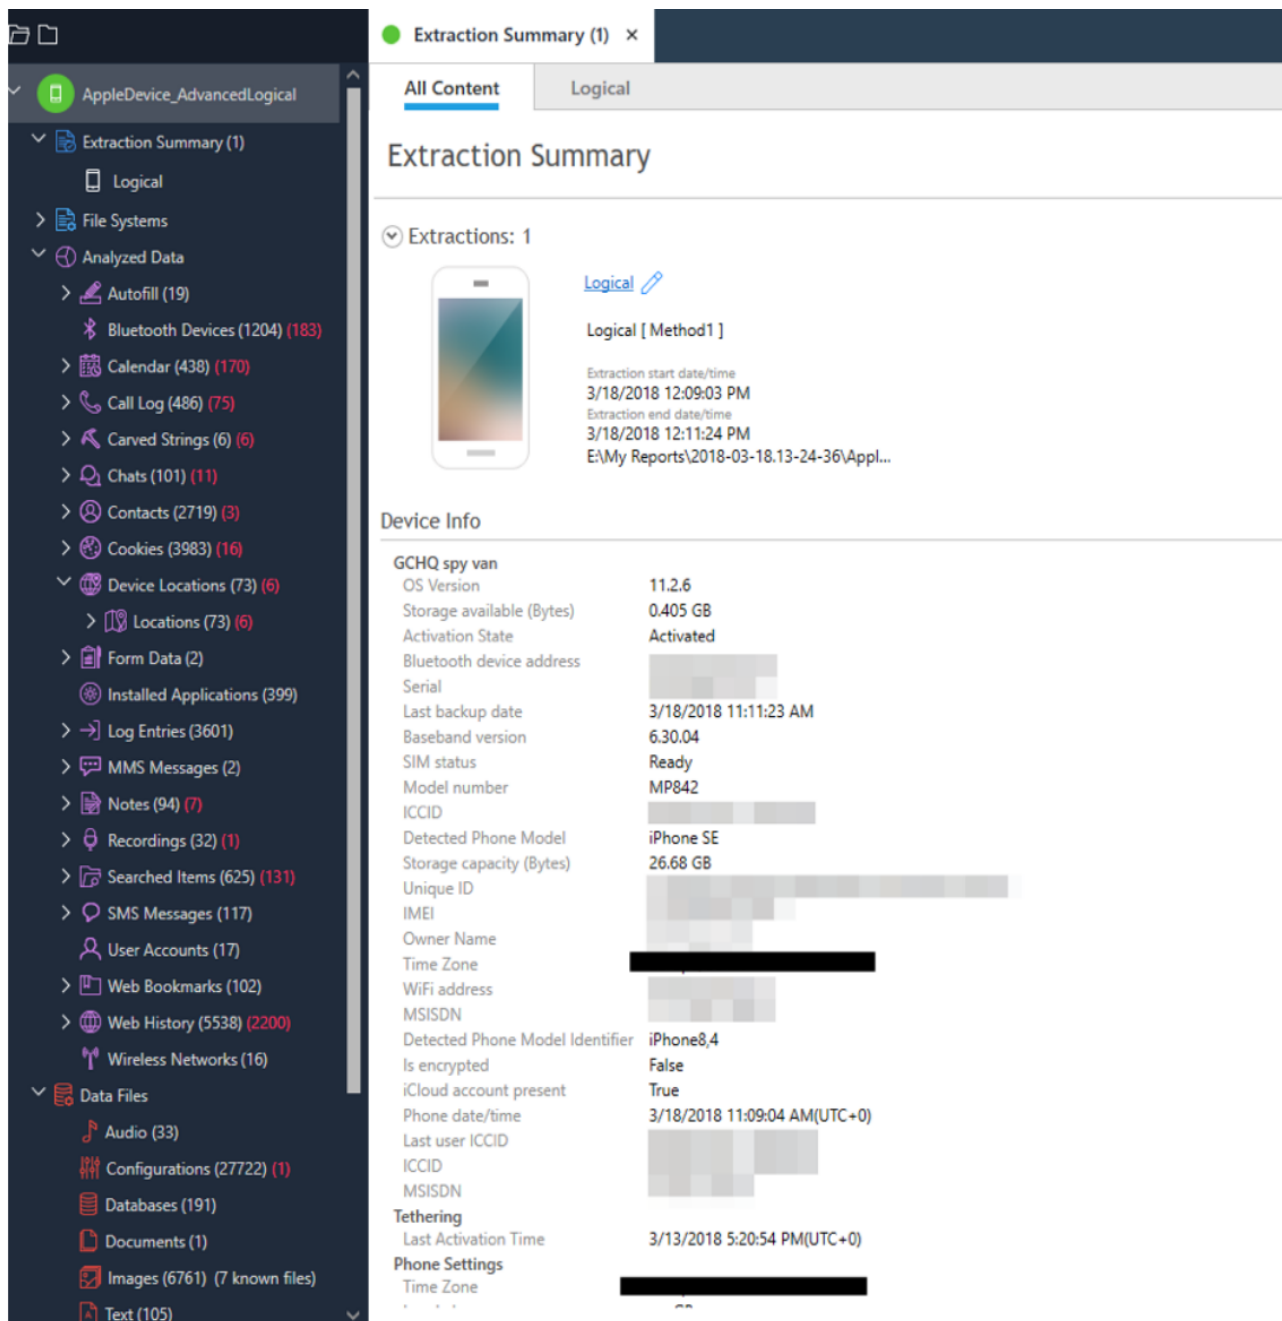 Extraction Summary (1) ×
AppleDevice_AdvancedLogical
Extraction Summary (1)
Logical
File Systems
Analyzed Data
Autofill (19)
Bluetooth Devices (1204) (183)
Calendar (438) (170)
Call Log (486) (75)
Carved Strings (6) (6)
Chats (101) (11)
Contacts (2719) (3)
Cookies (3983) (16)
Device Locations (73) (6)
Locations (73) (6)
Form Data (2)
Installed Applications (399)
Log Entries (3601)
MMS Messages (2)
Notes (94) (7)
Recordings (32) (1)
Searched Items (625) (131)
SMS Messages (117)
User Accounts (17)
Web Bookmarks (102)
Web History (5538) (2200)
Wireless Networks (16)
Data Files
Audio (33)
Configurations (27722) (1)
Databases (191)
Documents (1)
Images (6761) (7 known files)
Text (105)
All Content Logical
Extraction Summary
Extractions: 1
Logical
Logical [ Method1 ]
Extraction start date/time
3/18/2018 12:09:03 PM
Extraction end date/time
3/18/2018 12:11:24 PM
E:\My Reports\2018-03-18.13-24-36\Appl...
Device Info
GCHQ spy van
OS Version 11.2.6
Storage available (Bytes) 0.405 GB
Activation State Activated
Bluetooth device address
Serial
Last backup date 3/18/2018 11:11:23 AM
Baseband version 6.30.04
SIM status Ready
Model number MP842
ICCID
Detected Phone Model iPhone SE
Storage capacity (Bytes) 26.68 GB
Unique ID
IMEI
Owner Name
Time Zone
WiFi address
MSISDN
Detected Phone Model Identifier iPhone8,4
Is encrypted False
iCloud account present True
Phone date/time 3/18/2018 11:09:04 AM(UTC+0)
Last user ICCID
ICCID
MSISDN
Tethering
Last Activation Time 3/13/2018 5:20:54 PM(UTC+0)
Phone Settings
Time Zone